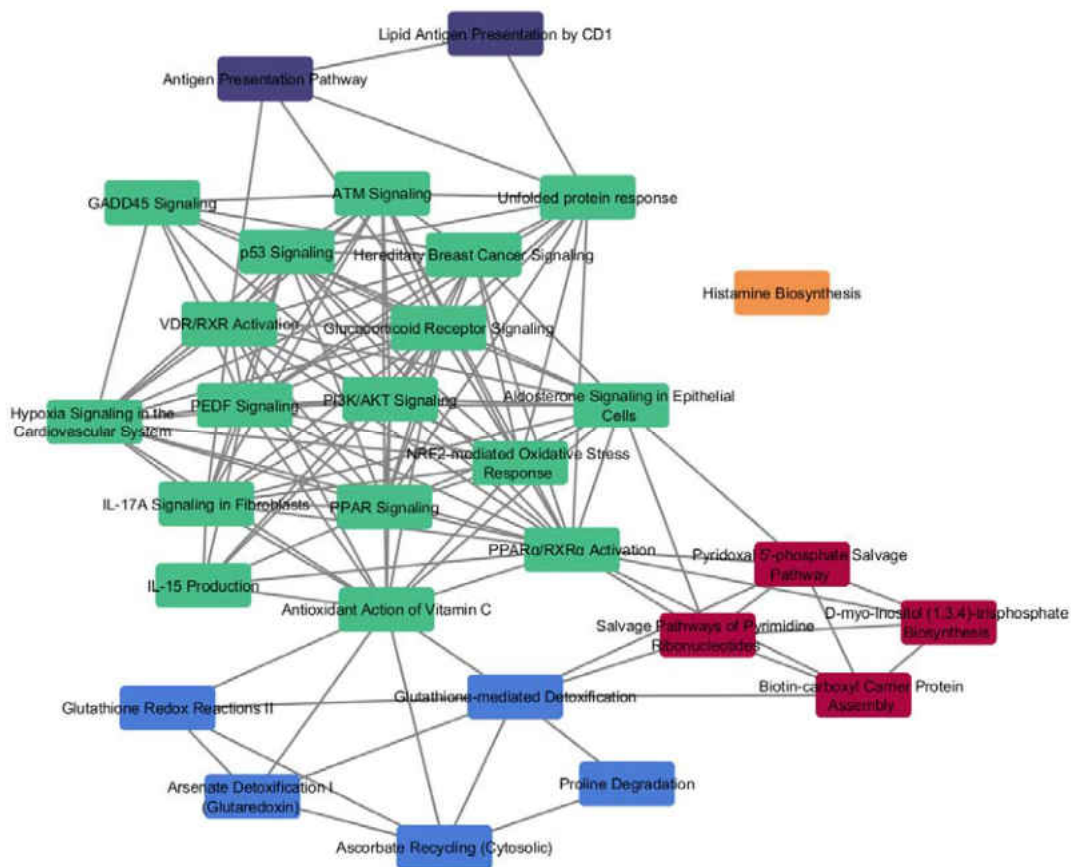 Lipid Antigen Presentation by CD1
Antigen Presentation Pathway
ATM Signaling
Unfolded protein response
GADD45 Signaling
p53 Signaling
Hereditary Breast Cancer Signaling
Histamine Biosynthesis
VDR/RXR Activation
Glucocorticoid Receptor Signaling
PEDF Signaling
PI3K/AKT Signaling
Aldosterone Signaling in Epithelial
Cells
Hypoxia Signaling in the
Cardiovascular System
NRF2-mediated Oxidative Stress
Response
IL-17A Signaling in Fibroblasts
PPAR Signaling
PPARα/RXRα Activation
Pyridoxal 5'-phosphate Salvage
Pathway
IL-15 Production
Antioxidant Action of Vitamin C
D-myo-inositol (1,3,4)-trisphosphate
Biosynthesis
Salvage Pathways of Pyrimidine
Ribonucleotides
Biotin-carboxyl Carrier Protein
Assembly
Glutathione-mediated Detoxification
Glutathione Redox Reactions II
Proline Degradation
Arsenate Detoxification I
(Glutaredoxin)
Ascorbate Recycling (Cytosolic)